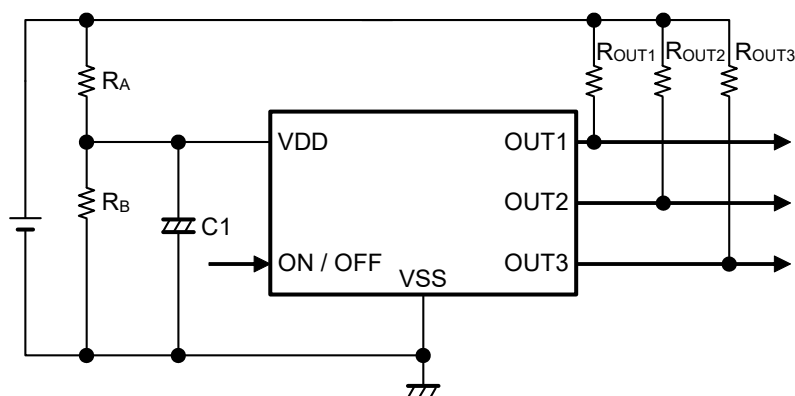 ROUT1 ROUT2 ROUT3
RA
VDD
OUT1
RB
C1
OUT2
ON / OFF
VSS
OUT3